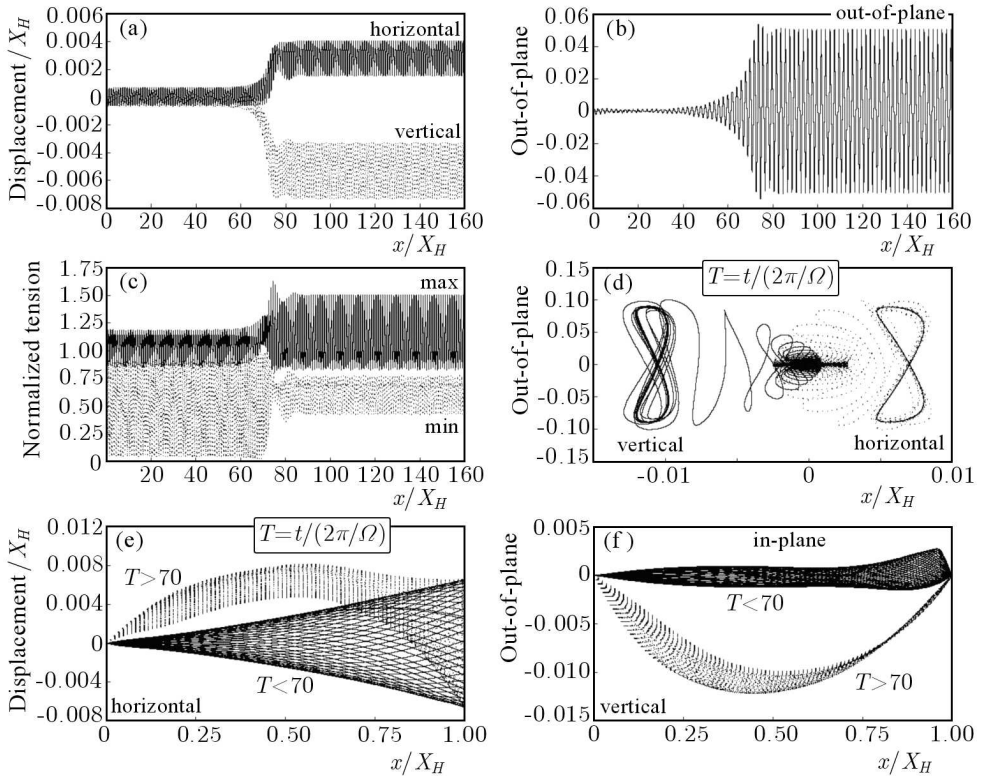 (a)
horizontal
vertical
Displacement / X_H
0.006
0.004
0.002
0
-0.002
-0.004
-0.006
-0.008
0 20 40 60 80 100 120 140 160
x/X_H
(b)
out-of-plane
Out-of-plane
0.06
0.04
0.02
0
-0.02
-0.04
-0.06
0 20 40 60 80 100 120 140 160
x/X_H
(c)
max
min
Normalized tension
1.75
1.50
1.25
1.00
0.75
0.50
0.25
0
0 20 40 60 80 100 120 140 160
x/X_H
(d)
T=t/(2π/Ω)
Out-of-plane
0.15
0.10
0.05
0
-0.05
-0.10
-0.15
vertical
horizontal
-0.01 0 0.01
x/X_H
(e)
T=t/(2π/Ω)
Displacement / X_H
0.012
0.008
0.004
0
-0.004
-0.008
T>70
T<70
horizontal
0 0.25 0.50 0.75 1.00
x/X_H
(f)
in-plane
Out-of-plane
0.005
0
-0.005
-0.010
-0.015
T<70
T>70
vertical
0 0.25 0.50 0.75 1.00
x/X_H